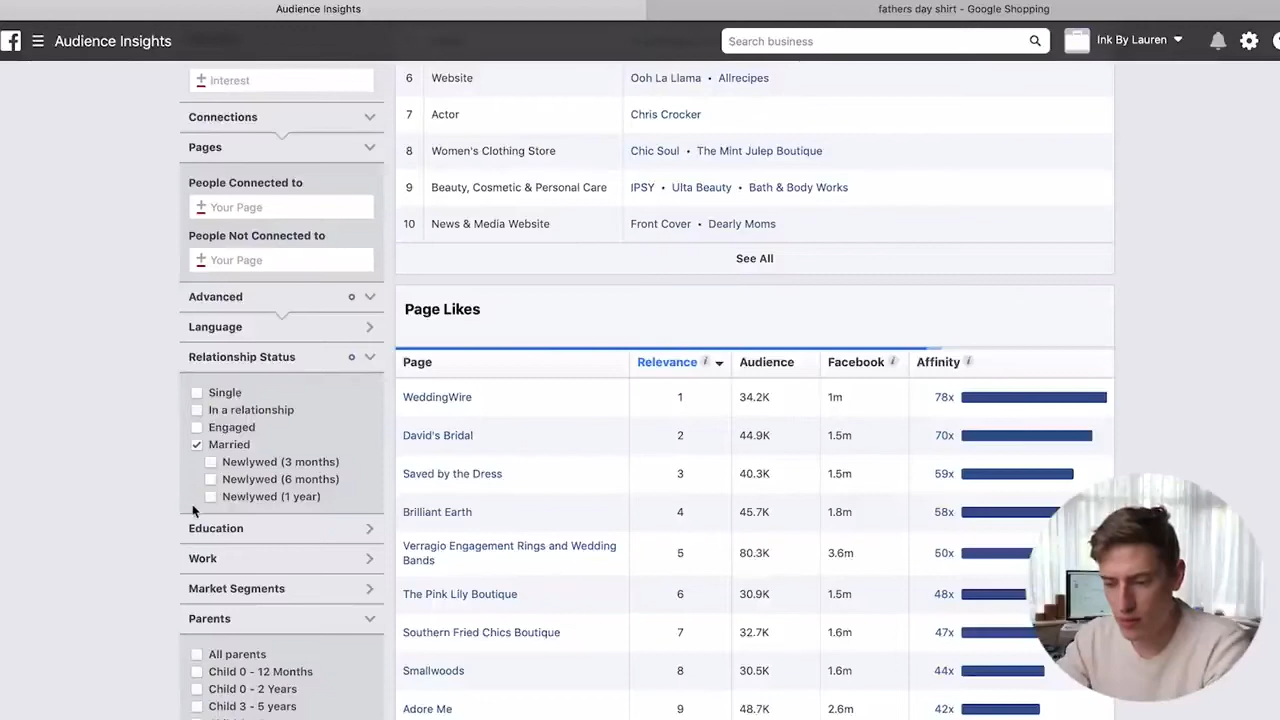 Audience Insights
fathers day shirt - Google Shopping
Audience Insights
Search business
Ink By Lauren
Interest
Connections
Pages
People Connected to
Your Page
People Not Connected to
Your Page
Advanced
Language
Relationship Status
Single
In a relationship
Engaged
Married
Newlywed (3 months)
Newlywed (6 months)
Newlywed (1 year)
Education
Work
Market Segments
Parents
All parents
Child 0 - 12 Months
Child 0 - 2 Years
Child 3 - 5 years
6 Website Ooh La Llama • Allrecipes
7 Actor Chris Crocker
8 Women's Clothing Store Chic Soul • The Mint Julep Boutique
9 Beauty, Cosmetic & Personal Care IPSY • Ulta Beauty • Bath & Body Works
10 News & Media Website Front Cover • Dearly Moms
See All
Page Likes
Page Relevance Audience Facebook Affinity
WeddingWire 1 34.2K 1m 78x
David's Bridal 2 44.9K 1.5m 70x
Saved by the Dress 3 40.3K 1.5m 59x
Brilliant Earth 4 45.7K 1.8m 58x
Verragio Engagement Rings and Wedding
Bands 5 80.3K 3.6m 50x
The Pink Lily Boutique 6 30.9K 1.5m 48x
Southern Fried Chics Boutique 7 32.7K 1.6m 47x
Smallwoods 8 30.5K 1.6m 44x
Adore Me 9 48.7K 2.6m 42x